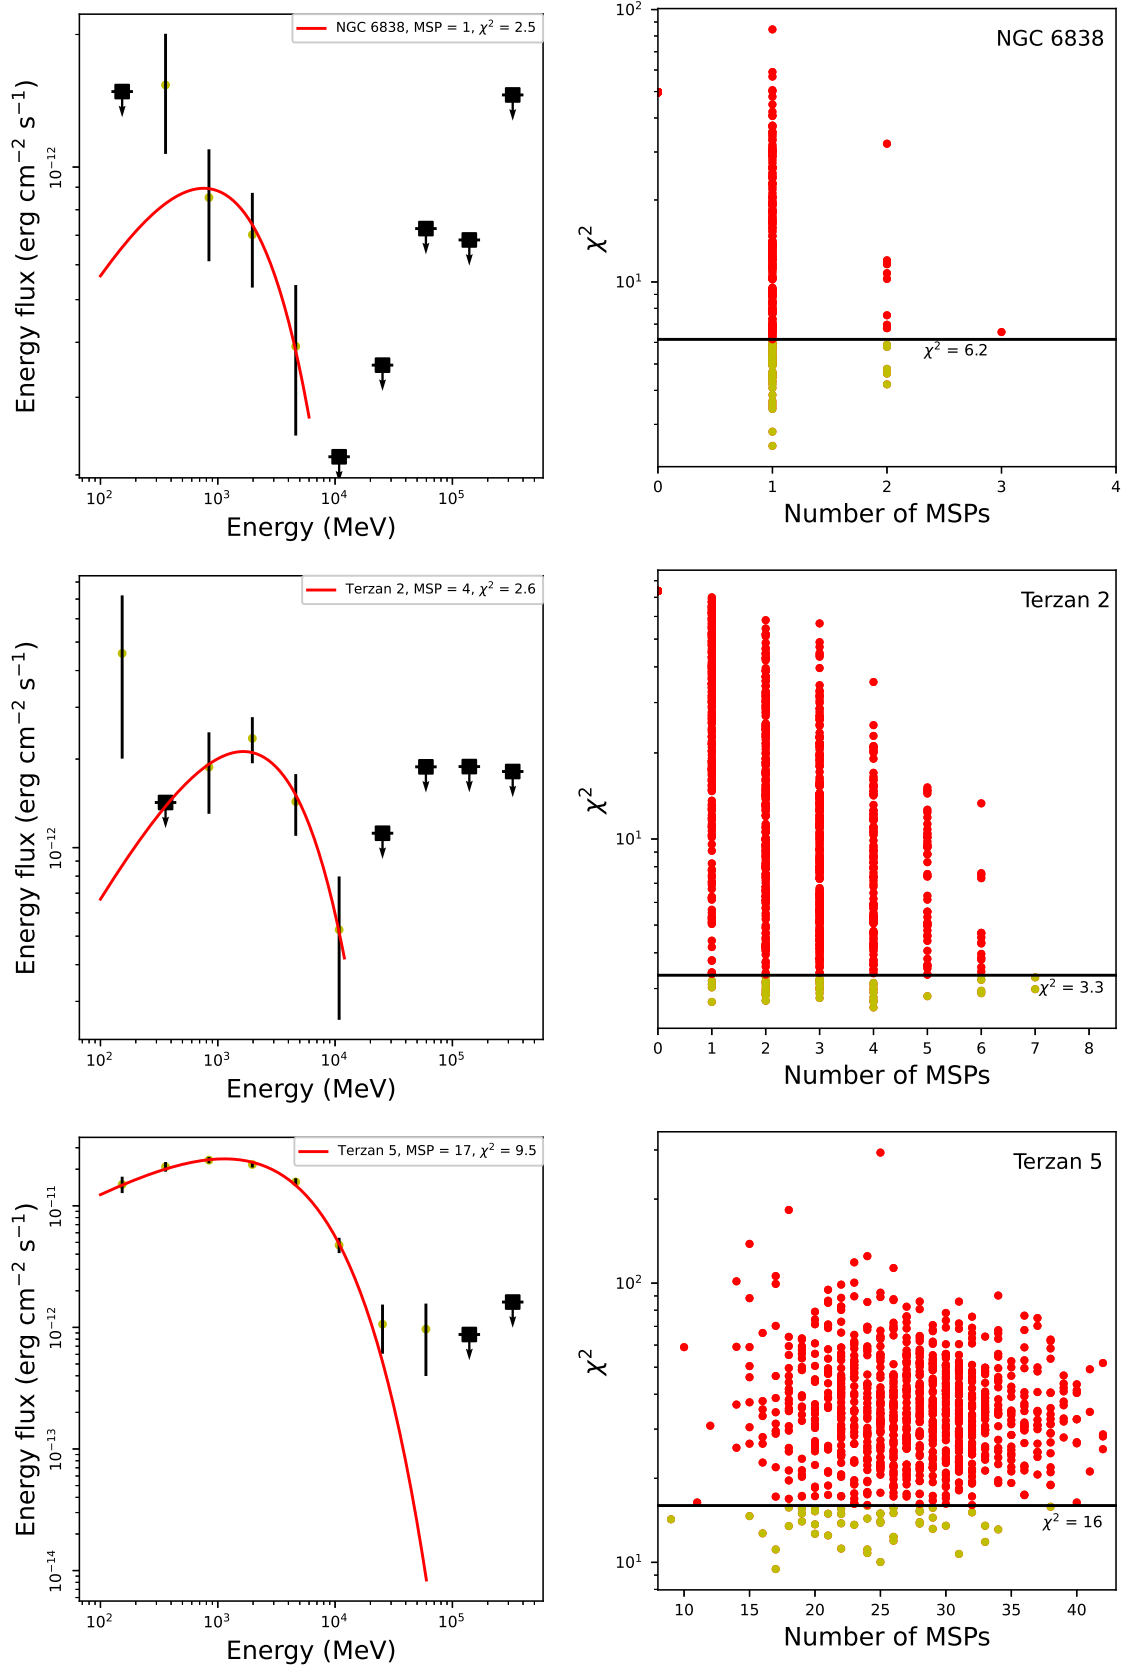 NGC 6838, MSP = 1, χ² = 2.5
Energy flux (erg cm⁻² s⁻¹)
10⁻¹²
10² 10³ 10⁴ 10⁵
Energy (MeV)
NGC 6838
χ²
10²
10¹
χ² = 6.2
0 1 2 3 4
Number of MSPs
Terzan 2, MSP = 4, χ² = 2.6
Energy flux (erg cm⁻² s⁻¹)
10⁻¹²
10² 10³ 10⁴ 10⁵
Energy (MeV)
Terzan 2
χ²
10¹
χ² = 3.3
0 1 2 3 4 5 6 7 8
Number of MSPs
Terzan 5, MSP = 17, χ² = 9.5
Energy flux (erg cm⁻² s⁻¹)
10⁻¹¹
10⁻¹²
10⁻¹³
10⁻¹⁴
10² 10³ 10⁴ 10⁵
Energy (MeV)
Terzan 5
χ²
10²
10¹
χ² = 16
10 15 20 25 30 35 40
Number of MSPs